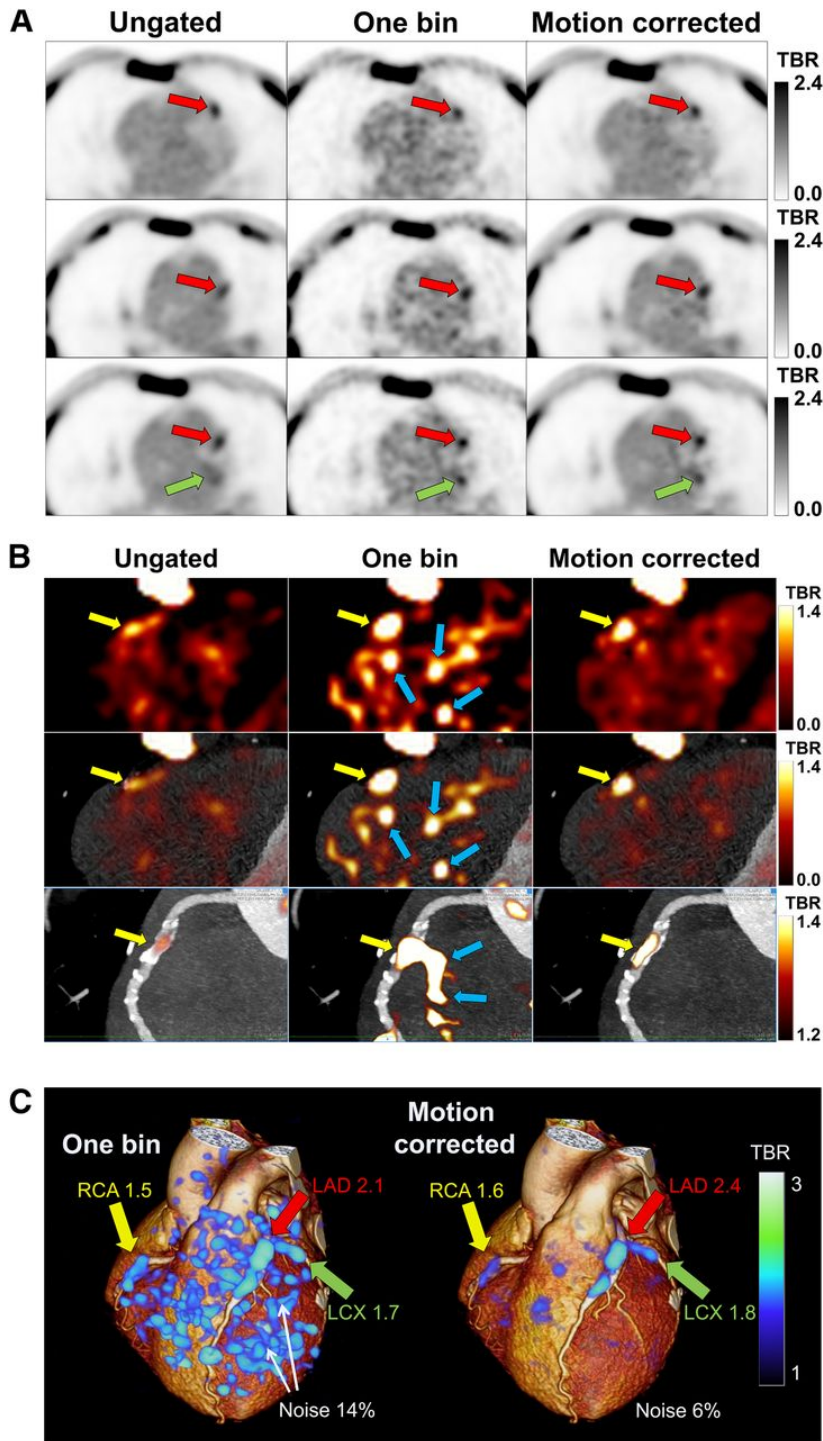 A
Ungated
One bin
Motion corrected
TBR
2.4
0.0
TBR
2.4
0.0
TBR
2.4
0.0
B
Ungated
One bin
Motion corrected
TBR
1.4
0.0
TBR
1.4
0.0
TBR
1.4
1.2
C
One bin
Motion
corrected
TBR
RCA 1.5
LAD 2.1
RCA 1.6
LAD 2.4
3
LCX 1.7
LCX 1.8
1
Noise 14%
Noise 6%